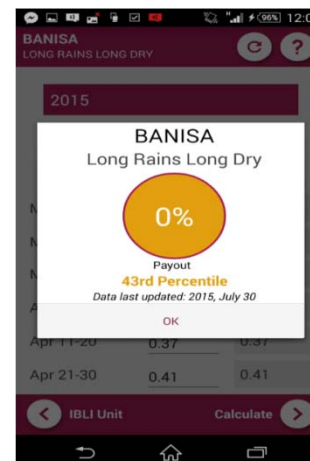 96% 12:0
BANISA
LONG RAINS LONG DRY
?
2015
BANISA
Long Rains Long Dry
0%
Payout
43rd Percentile
Data last updated: 2015, July 30
OK
Apr 11-20 0.37 0.37
Apr 21-30 0.41 0.41
IBLI Unit Calculate